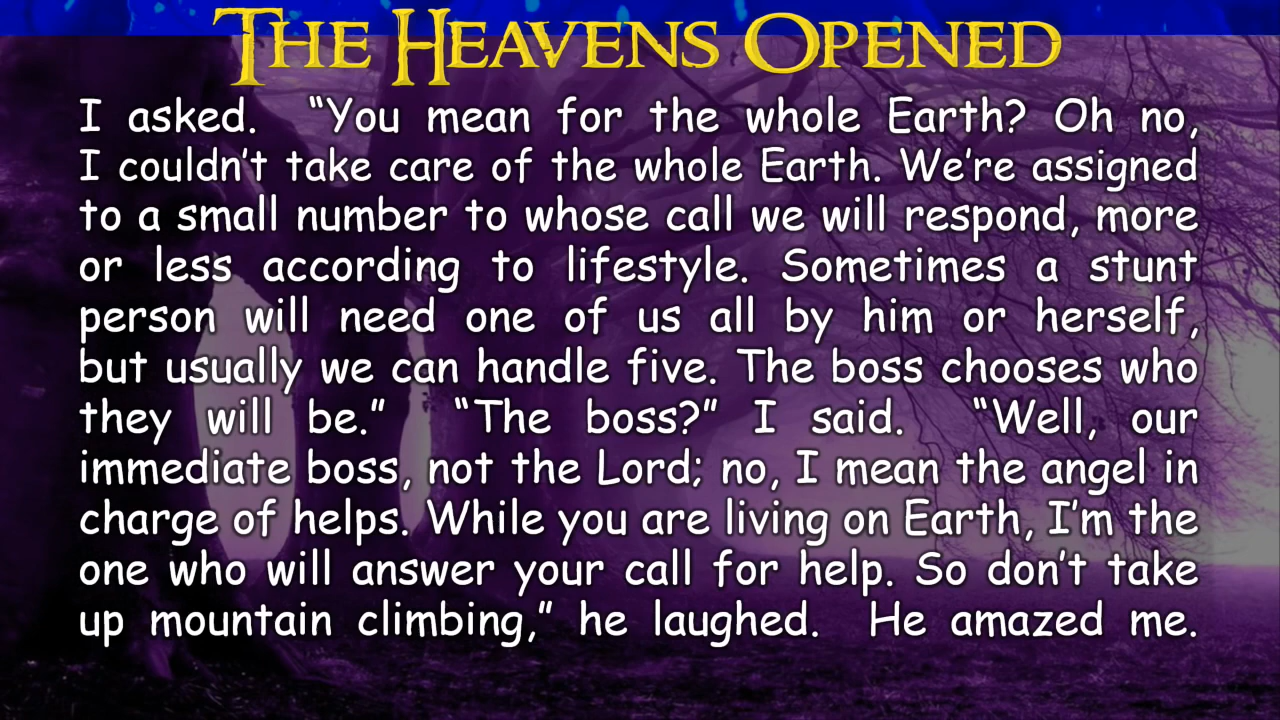 THE HEAVENS OPENED
I asked. “You mean for the whole Earth? Oh no,
I couldn’t take care of the whole Earth. We’re assigned
to a small number to whose call we will respond, more
or less according to lifestyle. Sometimes a stunt
person will need one of us all by him or herself,
but usually we can handle five. The boss chooses who
they will be.” “The boss?” I said. “Well, our
immediate boss, not the Lord; no, I mean the angel in
charge of helps. While you are living on Earth, I’m the
one who will answer your call for help. So don’t take
up mountain climbing,” he laughed. He amazed me.